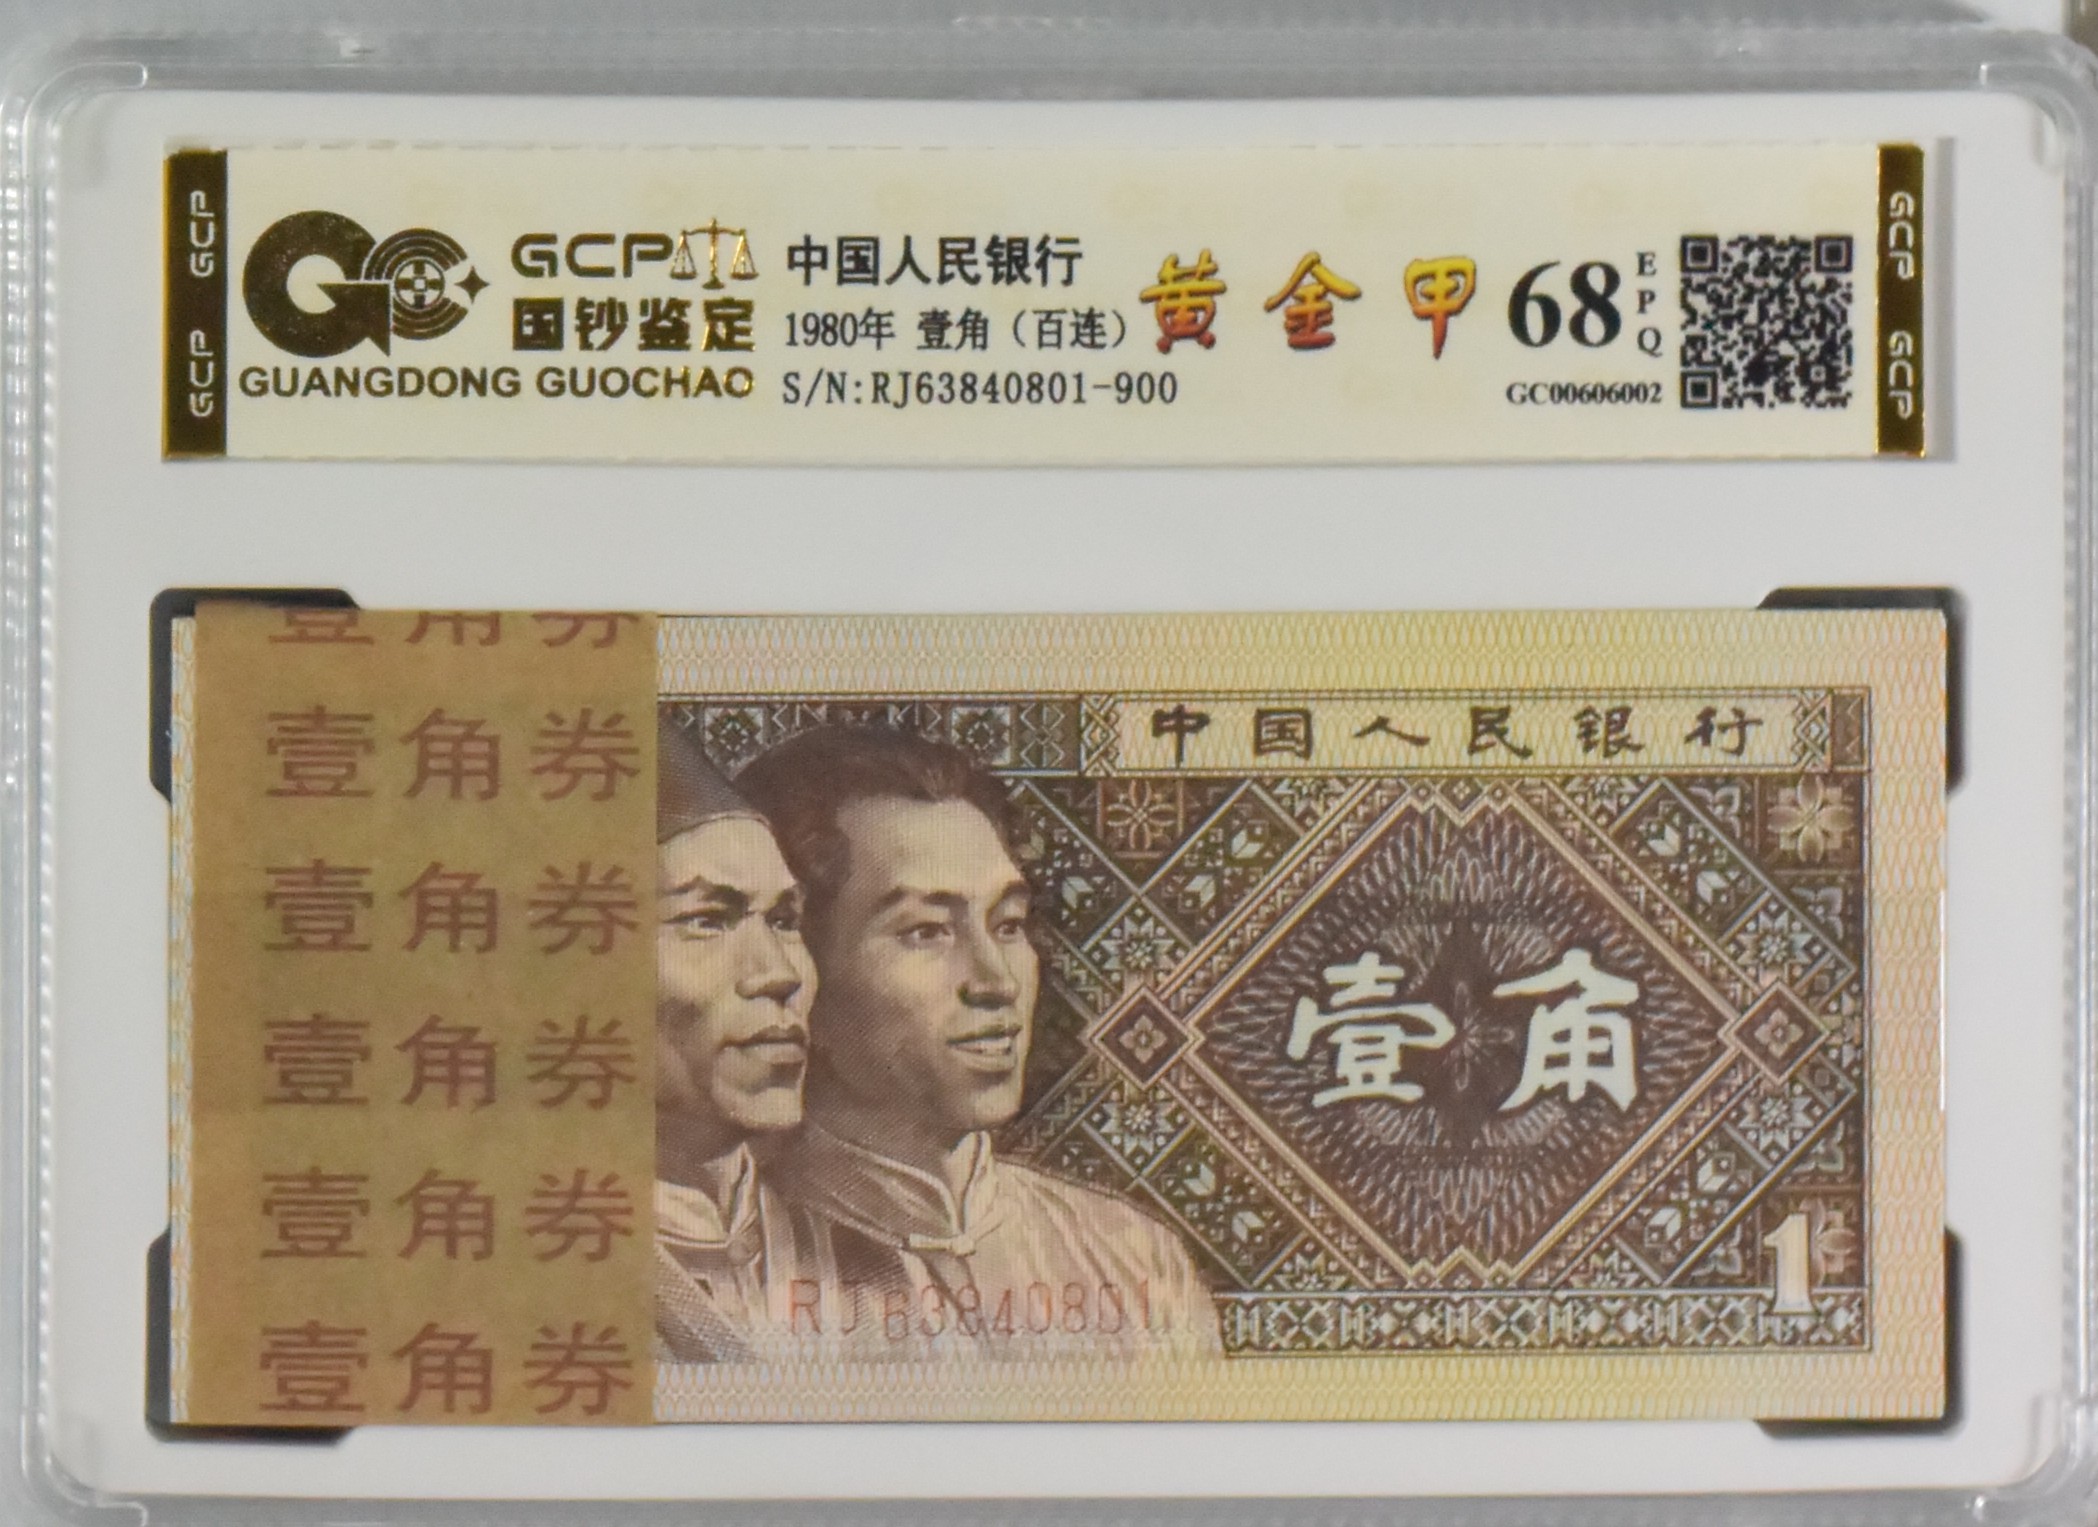 GCP GCP
GCP
国钞鉴定
GUANGDONG GUOCHAO
中国人民银行
1980年 壹角（百连）
S/N:RJ63840801-900
黄金甲
68
EPQ
GC00606002
GCP GCP
壹角券
壹角券
壹角券
壹角券
壹角券
壹角券
中国人民银行
壹角
1
RJ63840801